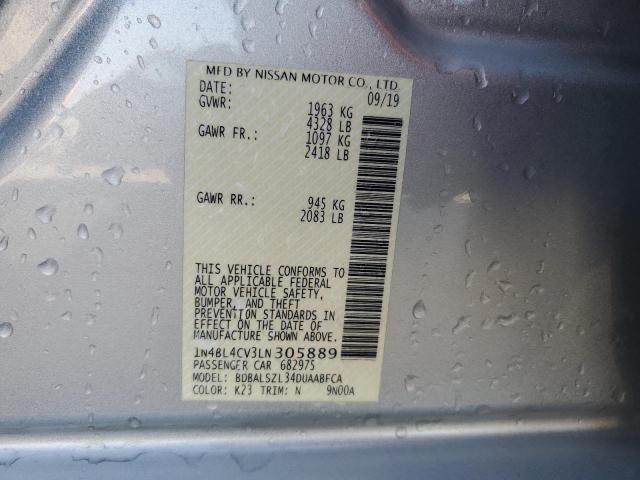 MFD BY NISSAN MOTOR CO., LTD.
DATE: 09/19
GVWR: 1963 KG
4328 LB
GAWR FR.: 1097 KG
2418 LB
GAWR RR.: 945 KG
2083 LB
THIS VEHICLE CONFORMS TO
ALL APPLICABLE FEDERAL
MOTOR VEHICLE SAFETY,
BUMPER, AND THEFT
PREVENTION STANDARDS IN
EFFECT ON THE DATE OF
MANUFACTURE SHOWN ABOVE.
1N4BL4CV3LN305889
PASSENGER CAR 682975
MODEL: BDBALSZL34DUAABFCA
COLOR: K23 TRIM: N 9N00A